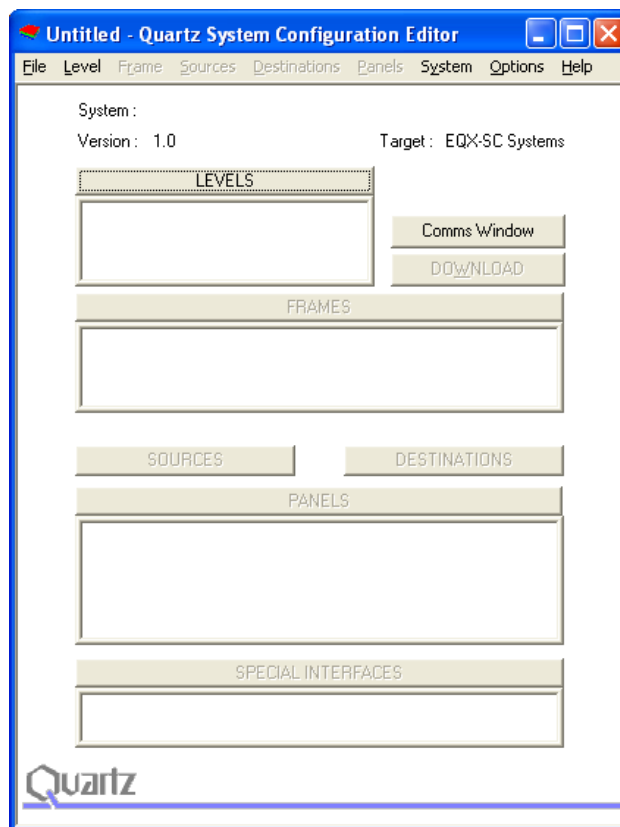 Untitled - Quartz System Configuration Editor
File Level Frame Sources Destinations Panels System Options Help
System :
Version : 1.0 Target : EQX-SC Systems
LEVELS
Comms Window
DOWNLOAD
FRAMES
SOURCES DESTINATIONS
PANELS
SPECIAL INTERFACES
Quartz